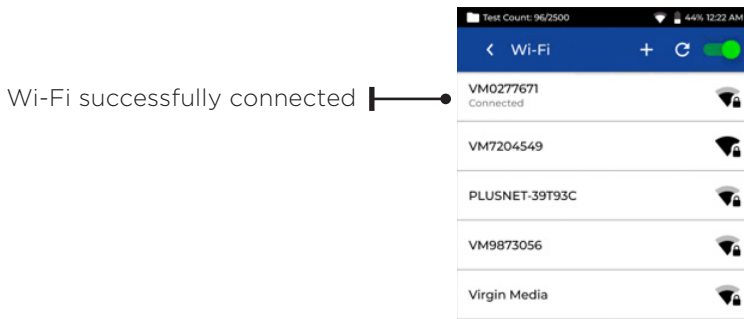 Test Count: 96/2500 44% 12:22 AM
Wi-Fi
Wi-Fi successfully connected
VM0277671
Connected
VM7204549
PLUSNET-39T93C
VM9873056
Virgin Media